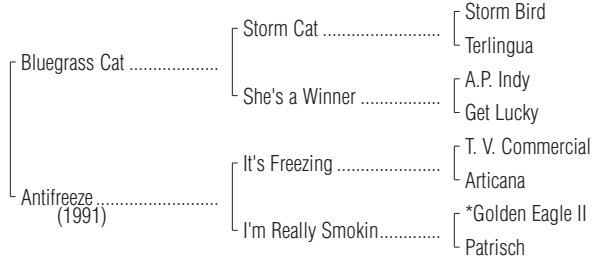 Storm Bird
Storm Cat ........................
Terlingua
Bluegrass Cat ..................
A.P. Indy
She's a Winner ................
Get Lucky
T. V. Commercial
It's Freezing .....................
Articana
Antifreeze.........................
(1991)
*Golden Eagle II
I'm Really Smokin.............
Patrisch